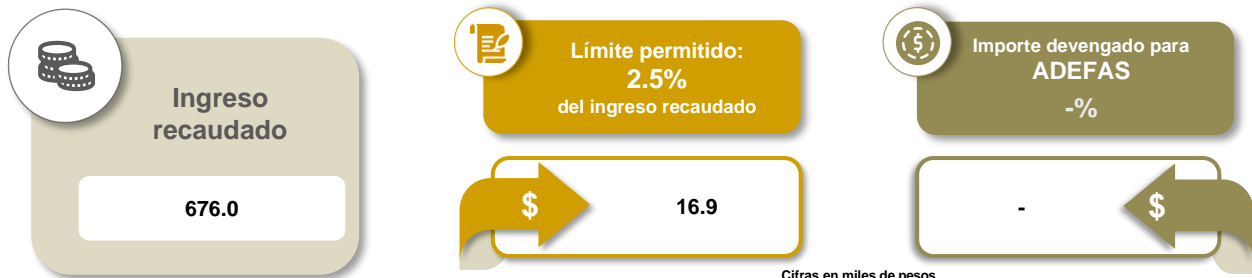 Ingreso
recaudado
676.0
Límite permitido:
2.5%
del ingreso recaudado
$
16.9
Importe devengado para
ADEFAS
-%
-
$
Cifras en miles de pesos